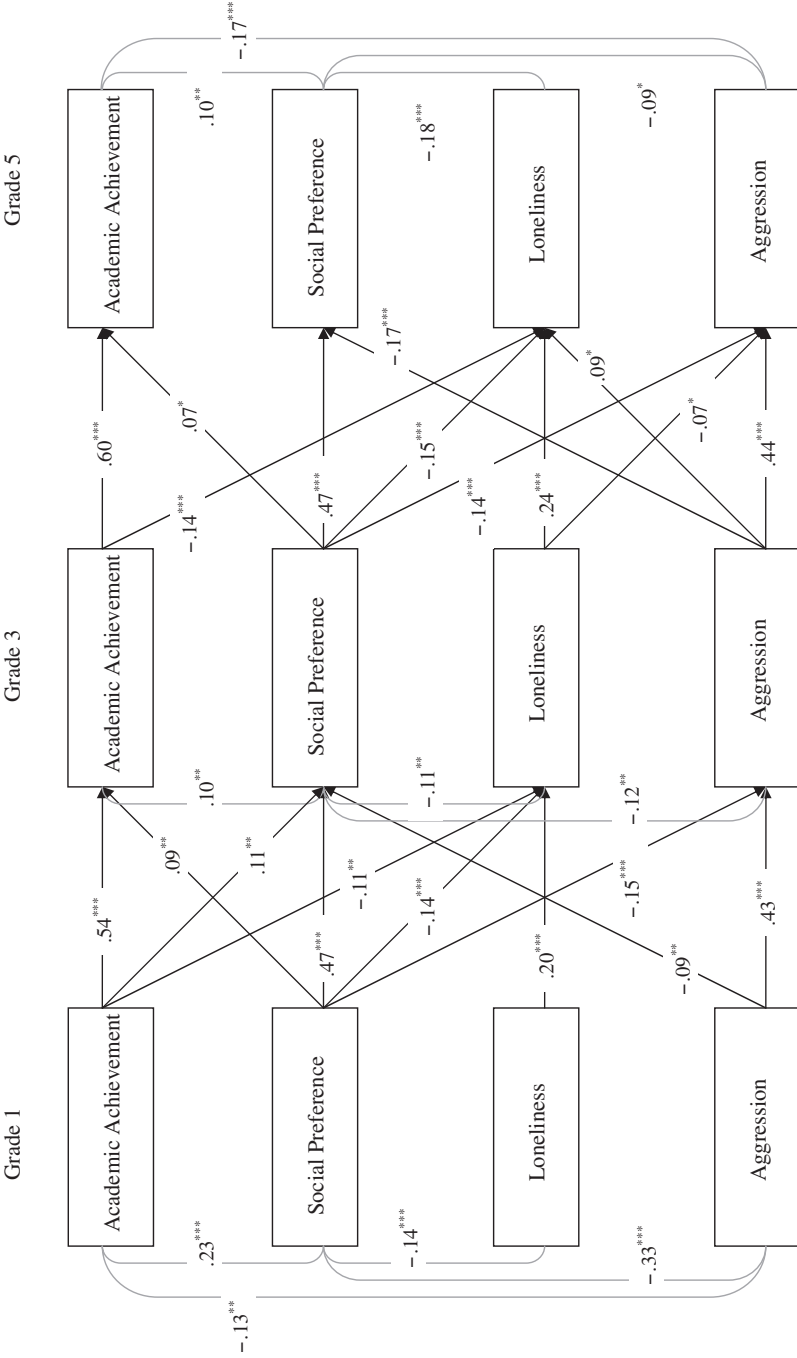 Grade 1
Grade 3
Grade 5
Academic Achievement
Academic Achievement
Academic Achievement
Social Preference
Social Preference
Social Preference
Loneliness
Loneliness
Loneliness
Aggression
Aggression
Aggression
−.13**
.23***
−.14***
−.33***
.54***
.09**
.11**
.47***
−.11**
−.14***
.20***
−.15***
−.09**
.43***
.10**
−.11**
−.12**
.60***
−.14***
.07*
.47***
−.15***
−.14***
.24***
−.17***
.09*
−.07*
.44***
−.17***
.10**
−.18***
−.09*